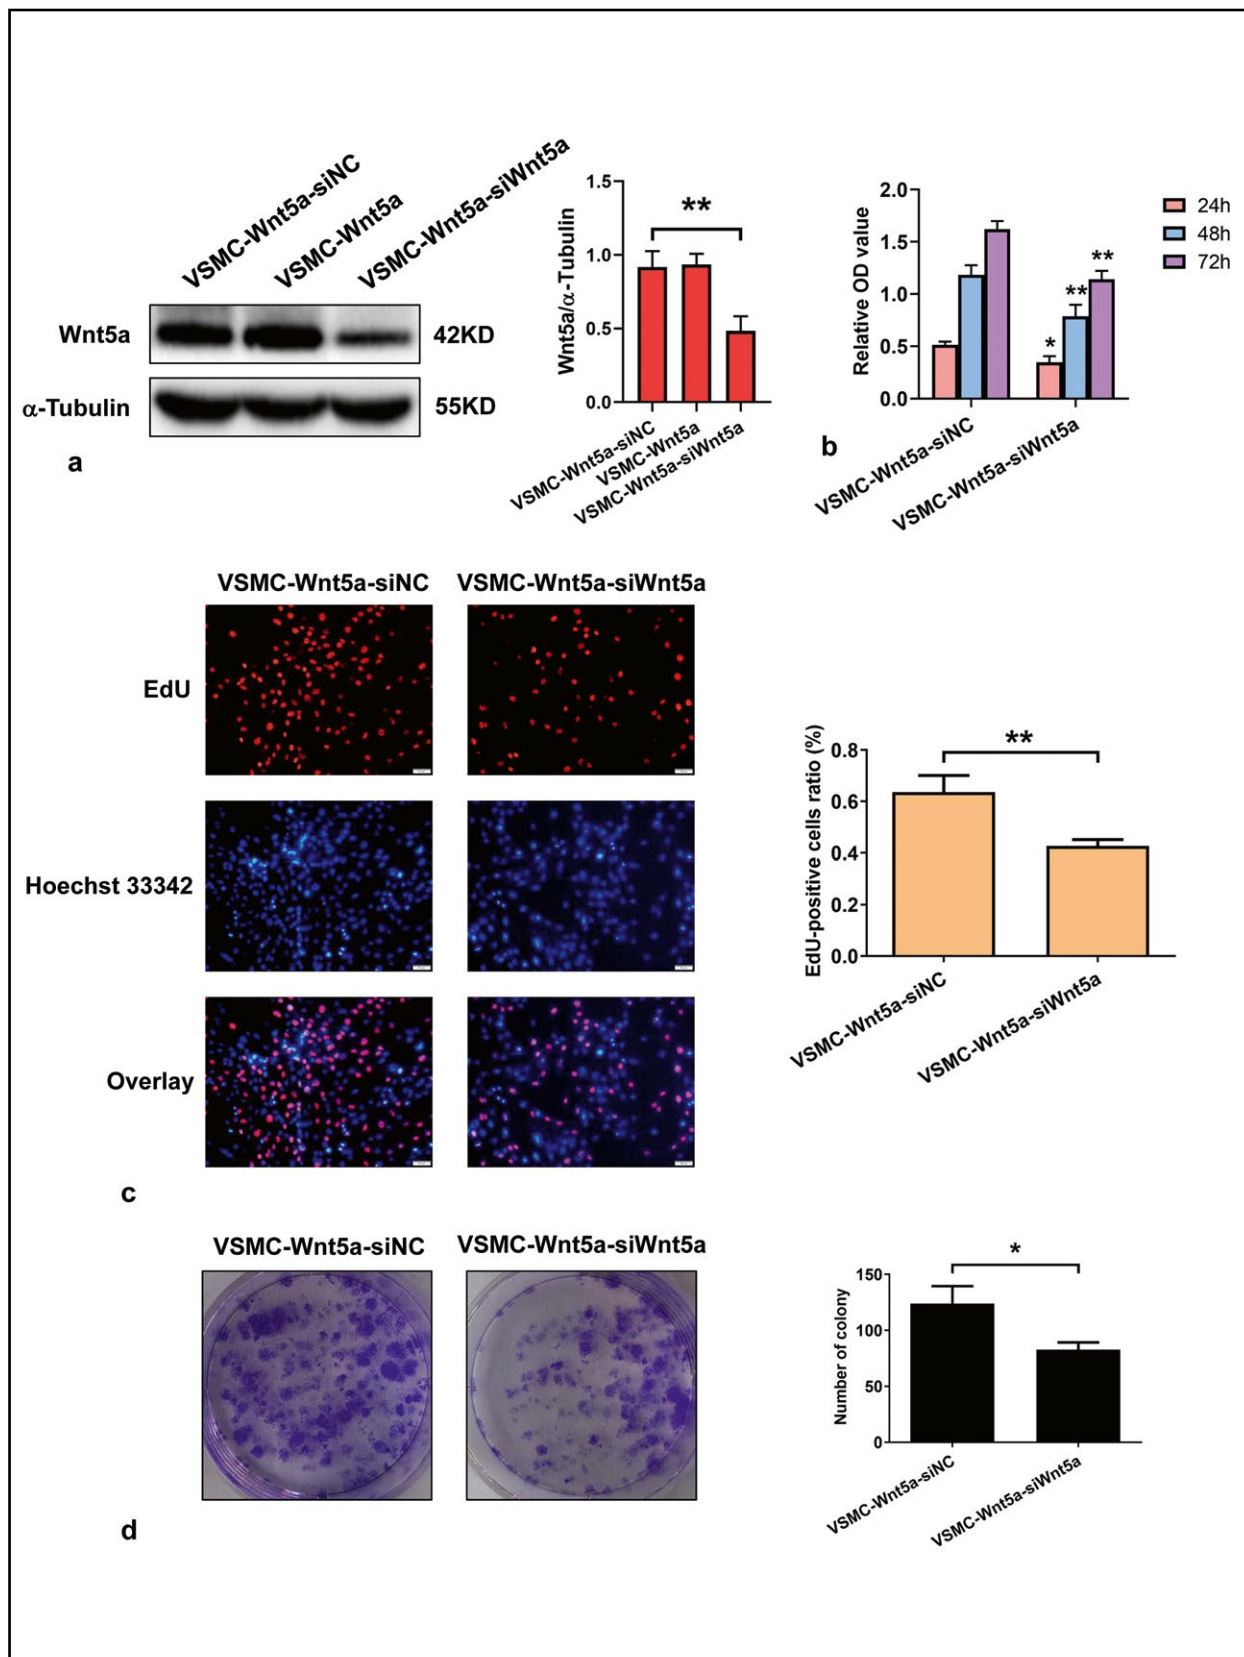 VSMC-Wnt5a-siNC
VSMC-Wnt5a
VSMC-Wnt5a-siWnt5a
Wnt5a
42KD
α-Tubulin
55KD
a
Wnt5a/α-Tubulin
1.5
1.0
0.5
0.0
**
VSMC-Wnt5a-siNC
VSMC-Wnt5a
VSMC-Wnt5a-siWnt5a
Relative OD value
2.0
1.5
1.0
0.5
0.0
*
**
**
24h
48h
72h
b
VSMC-Wnt5a-siNC
VSMC-Wnt5a-siWnt5a
VSMC-Wnt5a-siNC
VSMC-Wnt5a-siWnt5a
EdU
Hoechst 33342
Overlay
c
EdU-positive cells ratio (%)
0.8
0.6
0.4
0.2
0.0
**
VSMC-Wnt5a-siNC
VSMC-Wnt5a-siWnt5a
VSMC-Wnt5a-siNC
VSMC-Wnt5a-siWnt5a
d
Number of colony
150
100
50
0
*
VSMC-Wnt5a-siNC
VSMC-Wnt5a-siWnt5a